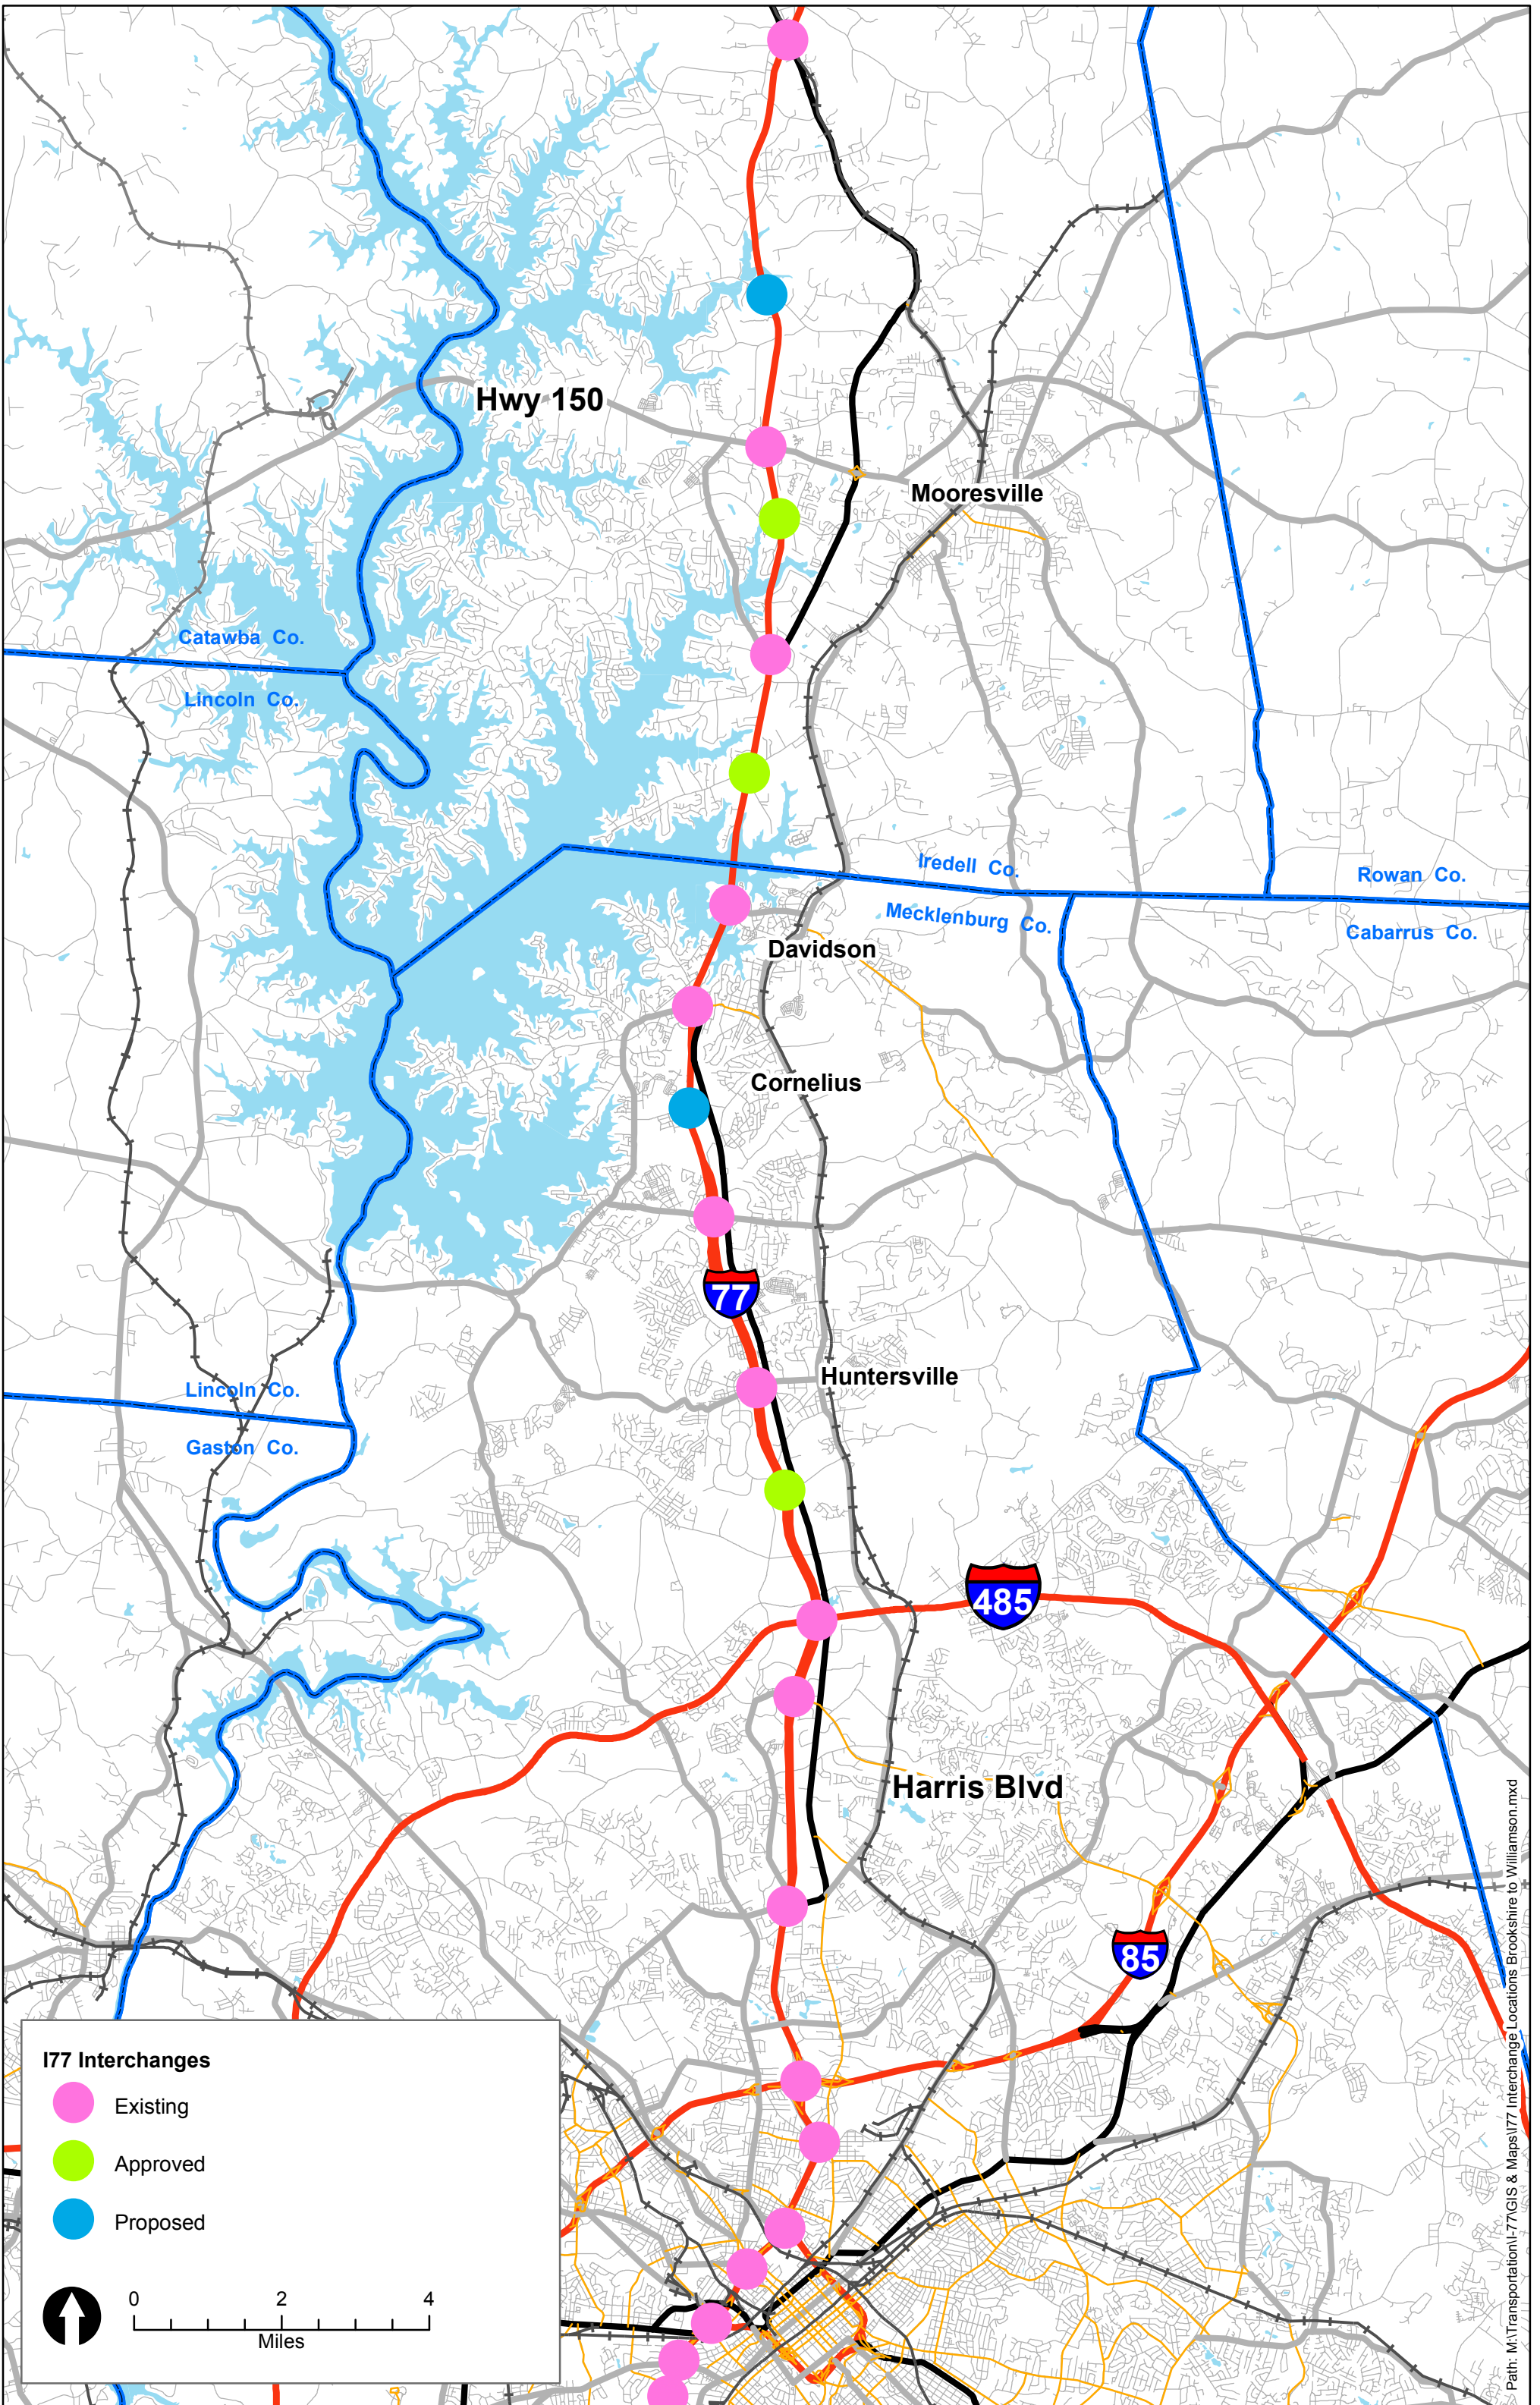 Hwy 150
Mooresville
Catawba Co.
Lincoln Co.
Iredell Co.
Rowan Co.
Mecklenburg Co.
Cabarrus Co.
Davidson
Cornelius
77
Huntersville
Lincoln Co.
Gaston Co.
485
Harris Blvd
85
I77 Interchanges
Existing
Approved
Proposed
0 2 4
Miles
Path: M:\Transportation\I-77\GIS & Maps\I77 Interchange Locations Brookshire to Williamson.mxd